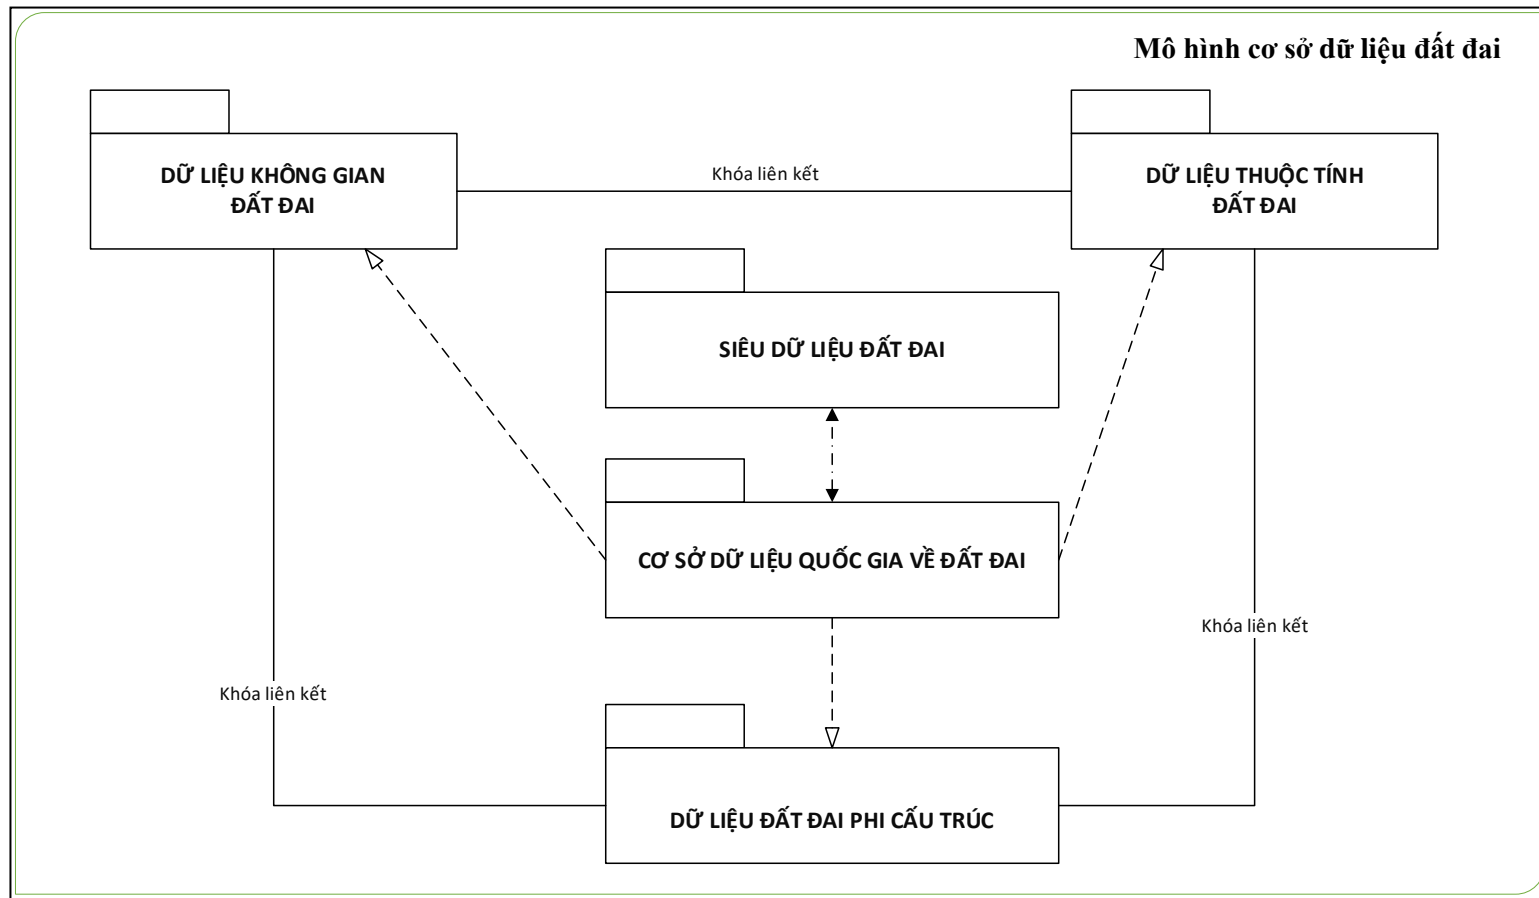 Mô hình cơ sở dữ liệu đất đai
DỮ LIỆU KHÔNG GIAN
ĐẤT ĐAI
Khóa liên kết
DỮ LIỆU THUỘC TÍNH
ĐẤT ĐAI
SIÊU DỮ LIỆU ĐẤT ĐAI
CƠ SỞ DỮ LIỆU QUỐC GIA VỀ ĐẤT ĐAI
Khóa liên kết
Khóa liên kết
DỮ LIỆU ĐẤT ĐAI PHI CẤU TRÚC